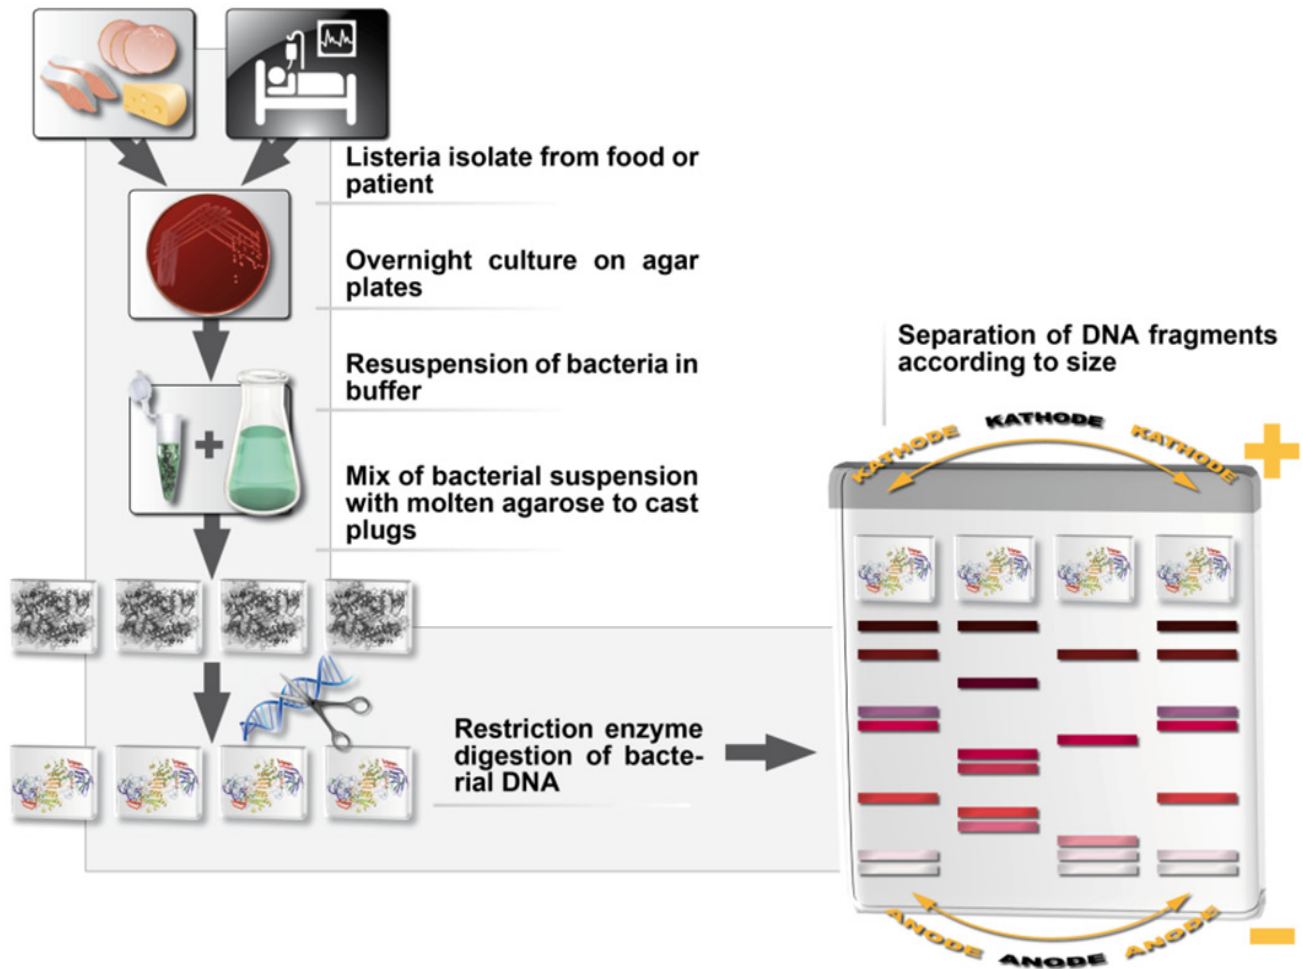 Listeria isolate from food or
patient
Overnight culture on agar
plates
Resuspension of bacteria in
buffer
Mix of bacterial suspension
with molten agarose to cast
plugs
Restriction enzyme
digestion of bacte-
rial DNA
Separation of DNA fragments
according to size
KATHODE KATHODE KATHODE
+
ANODE ANODE ANODE
-